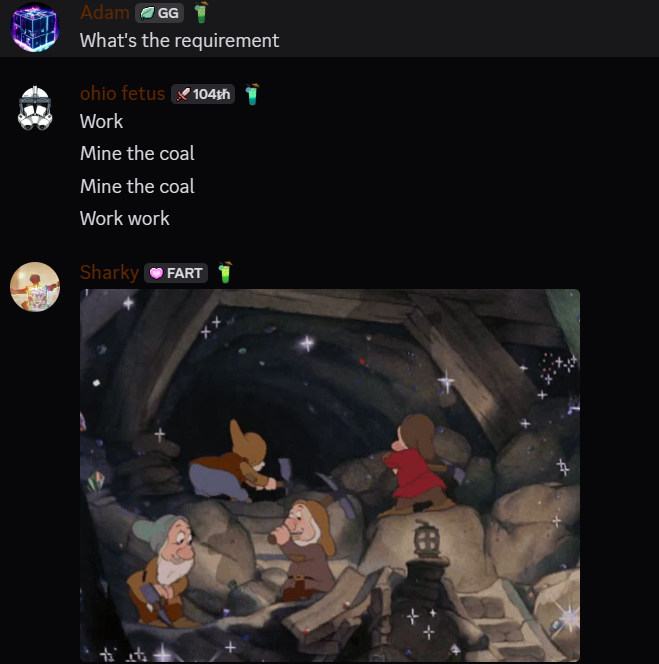 Adam GG
What's the requirement
ohio fetus 104th
Work
Mine the coal
Mine the coal
Work work
Sharky FART